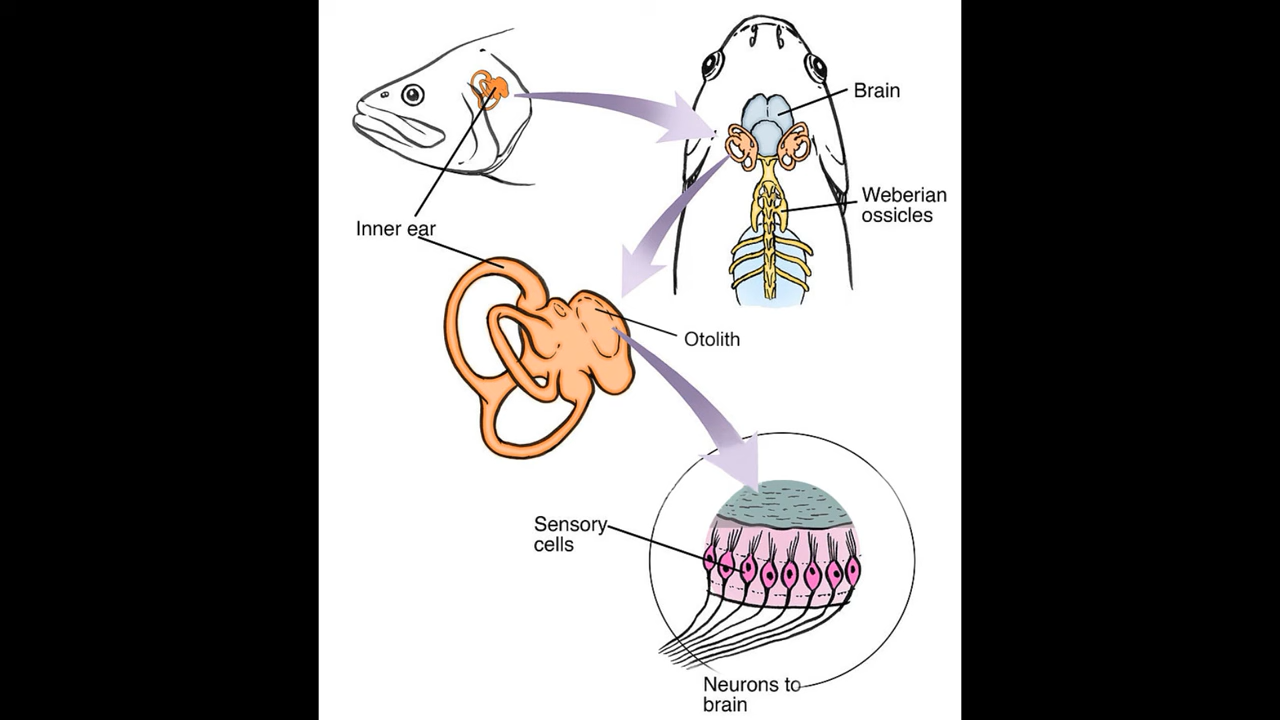 Brain
Weberian
ossicles
Inner ear
Otolith
Sensory
cells
Neurons to
brain